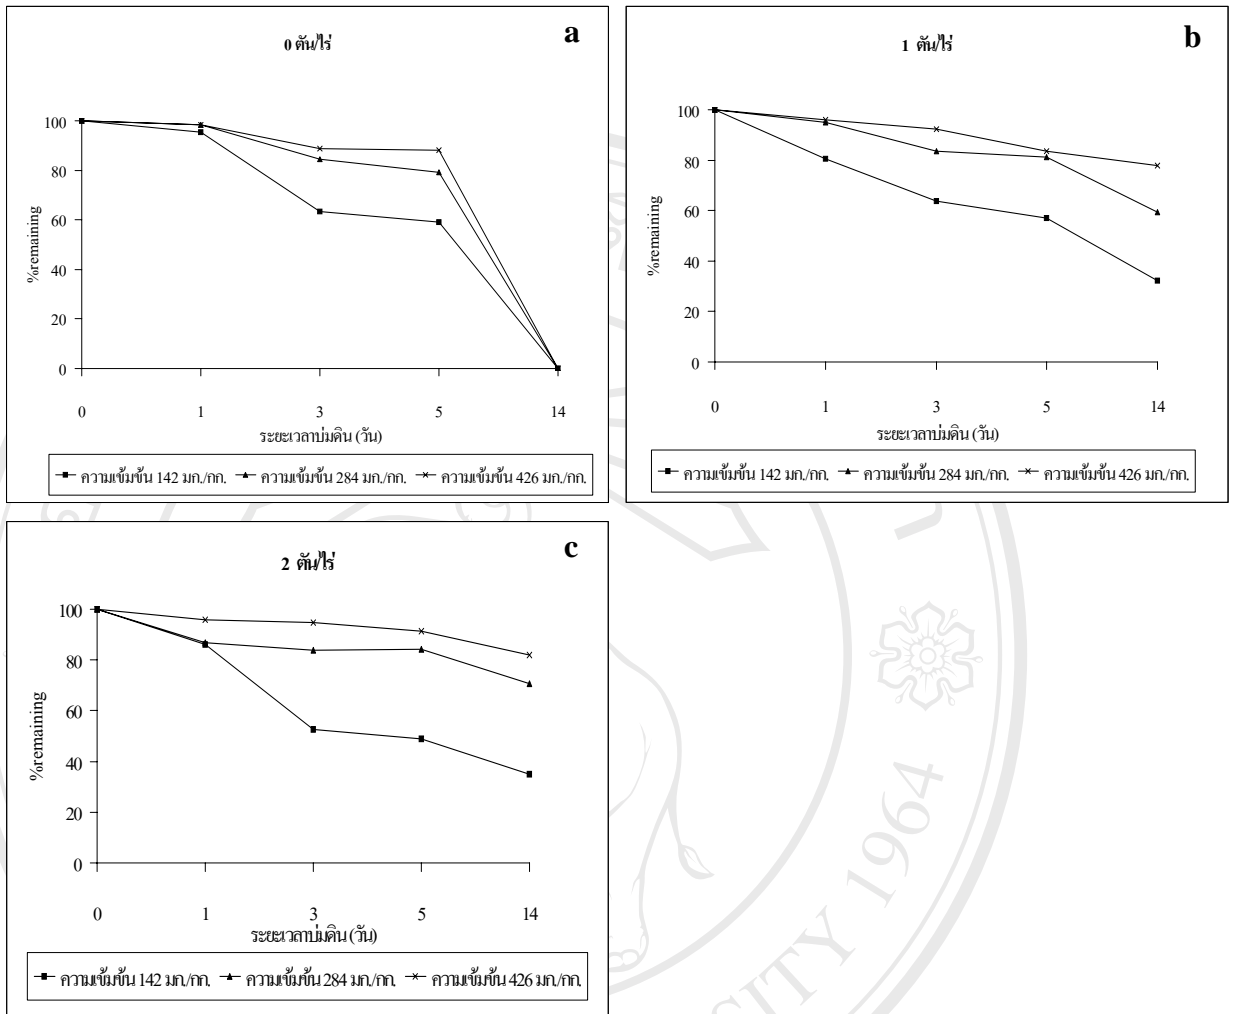 0 ตัน/ไร่
a
100
80
60
40
20
0
%remaining
0 1 3 5 14
ระยะเวลาบ่มดิน (วัน)
ความเข้มข้น 142 มก./กก. ความเข้มข้น 284 มก./กก. ความเข้มข้น 426 มก./กก.
1 ตัน/ไร่
b
100
80
60
40
20
0
%remaining
0 1 3 5 14
ระยะเวลาบ่มดิน (วัน)
ความเข้มข้น 142 มก./กก. ความเข้มข้น 284 มก./กก. ความเข้มข้น 426 มก./กก.
2 ตัน/ไร่
c
100
80
60
40
20
0
%remaining
0 1 3 5 14
ระยะเวลาบ่มดิน (วัน)
ความเข้มข้น 142 มก./กก. ความเข้มข้น 284 มก./กก. ความเข้มข้น 426 มก./กก.
SITY 1964